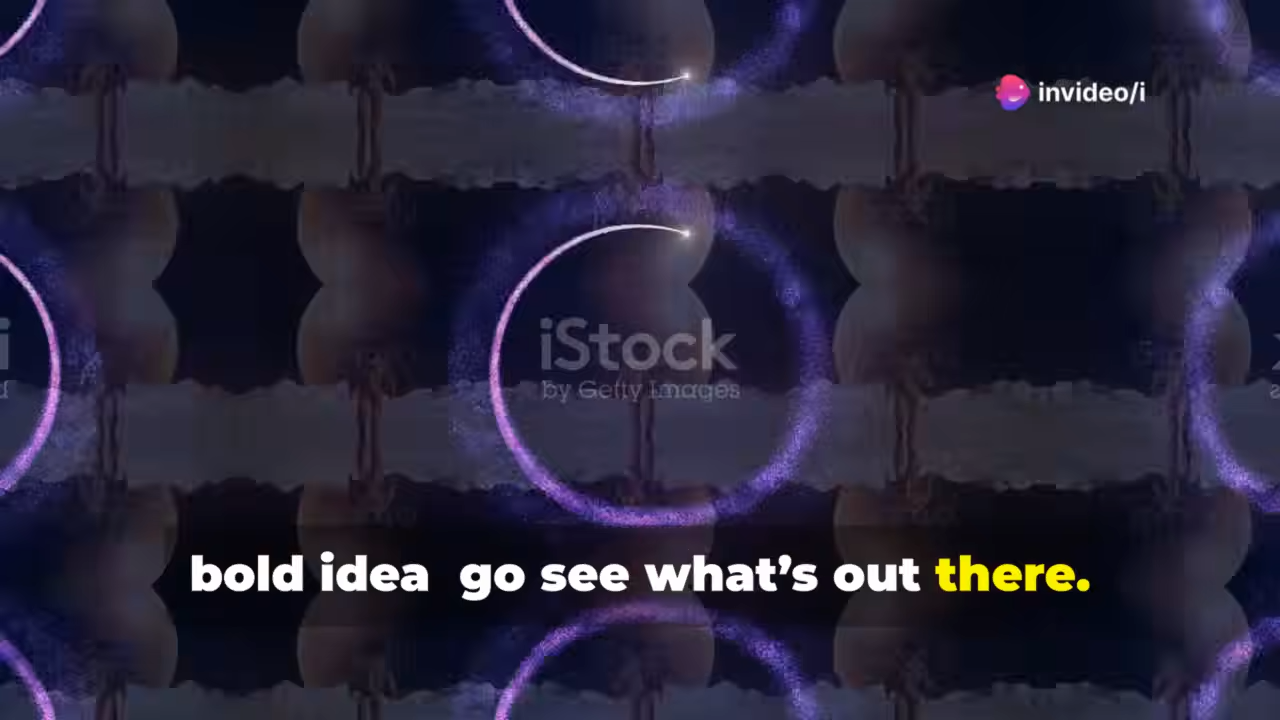 invideo/i
i
iStock
d
by Getty Images
bold idea  go see what's out there.